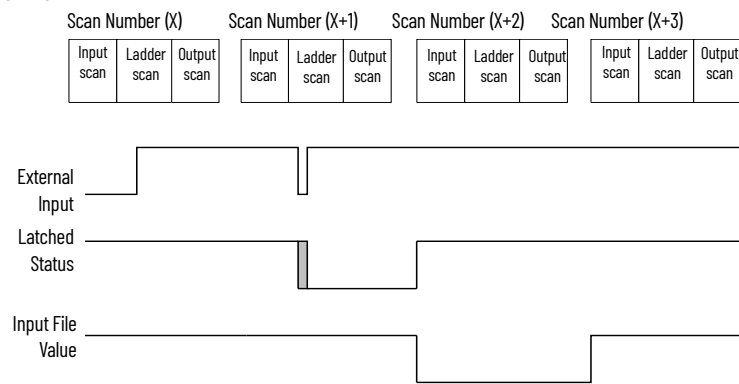 Scan Number (X) Scan Number (X+1) Scan Number (X+2) Scan Number (X+3)
Input Ladder Output Input Ladder Output Input Ladder Output Input Ladder Output
scan scan scan scan scan scan scan scan scan scan scan scan
External
Input
Latched
Status
Input File
Value